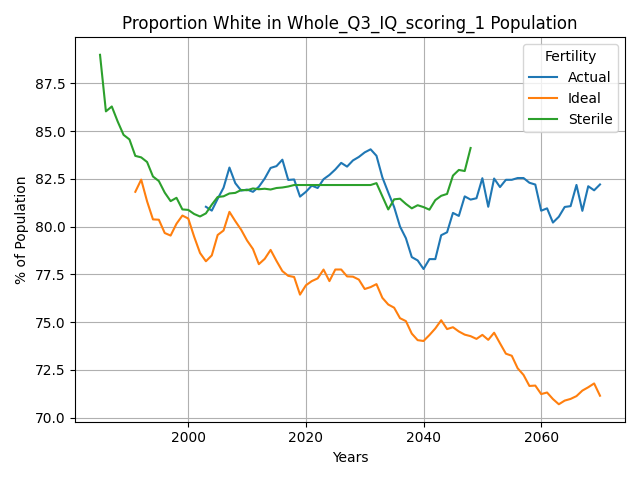 Proportion White in Whole_Q3_IQ_scoring_1 Population
Fertility
Actual
Ideal
Sterile
% of Population
87.5
85.0
82.5
80.0
77.5
75.0
72.5
70.0
2000
2020
2040
2060
Years